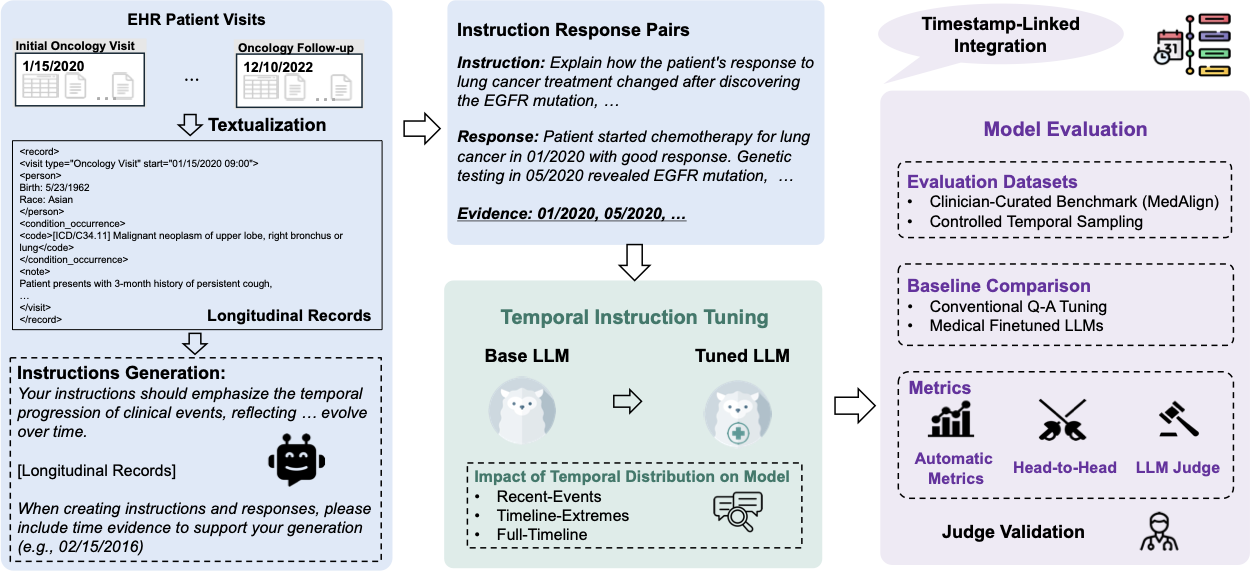 EHR Patient Visits
Initial Oncology Visit
1/15/2020
...
...
Oncology Follow-up
12/10/2022
...
Textualization
<record>
<visit type="Oncology Visit" start="01/15/2020 09:00">
<person>
Birth: 5/23/1962
Race: Asian
</person>
<condition_occurrence>
<code>[ICD/C34.11] Malignant neoplasm of upper lobe, right bronchus or
lung</code>
</condition_occurrence>
<note>
Patient presents with 3-month history of persistent cough,
...
</visit>
</record>
Longitudinal Records
Instructions Generation:
Your instructions should emphasize the temporal
progression of clinical events, reflecting … evolve
over time.
[Longitudinal Records]
When creating instructions and responses, please
include time evidence to support your generation
(e.g., 02/15/2016)
Instruction Response Pairs
Instruction: Explain how the patient's response to
lung cancer treatment changed after discovering
the EGFR mutation, …
Response: Patient started chemotherapy for lung
cancer in 01/2020 with good response. Genetic
testing in 05/2020 revealed EGFR mutation, …
Evidence: 01/2020, 05/2020, …
Temporal Instruction Tuning
Base LLM
Tuned LLM
Impact of Temporal Distribution on Model
• Recent-Events
• Timeline-Extremes
• Full-Timeline
Timestamp-Linked
Integration
31
Model Evaluation
Evaluation Datasets
• Clinician-Curated Benchmark (MedAlign)
• Controlled Temporal Sampling
Baseline Comparison
• Conventional Q-A Tuning
• Medical Finetuned LLMs
Metrics
Automatic
Metrics
Head-to-Head
LLM Judge
Judge Validation